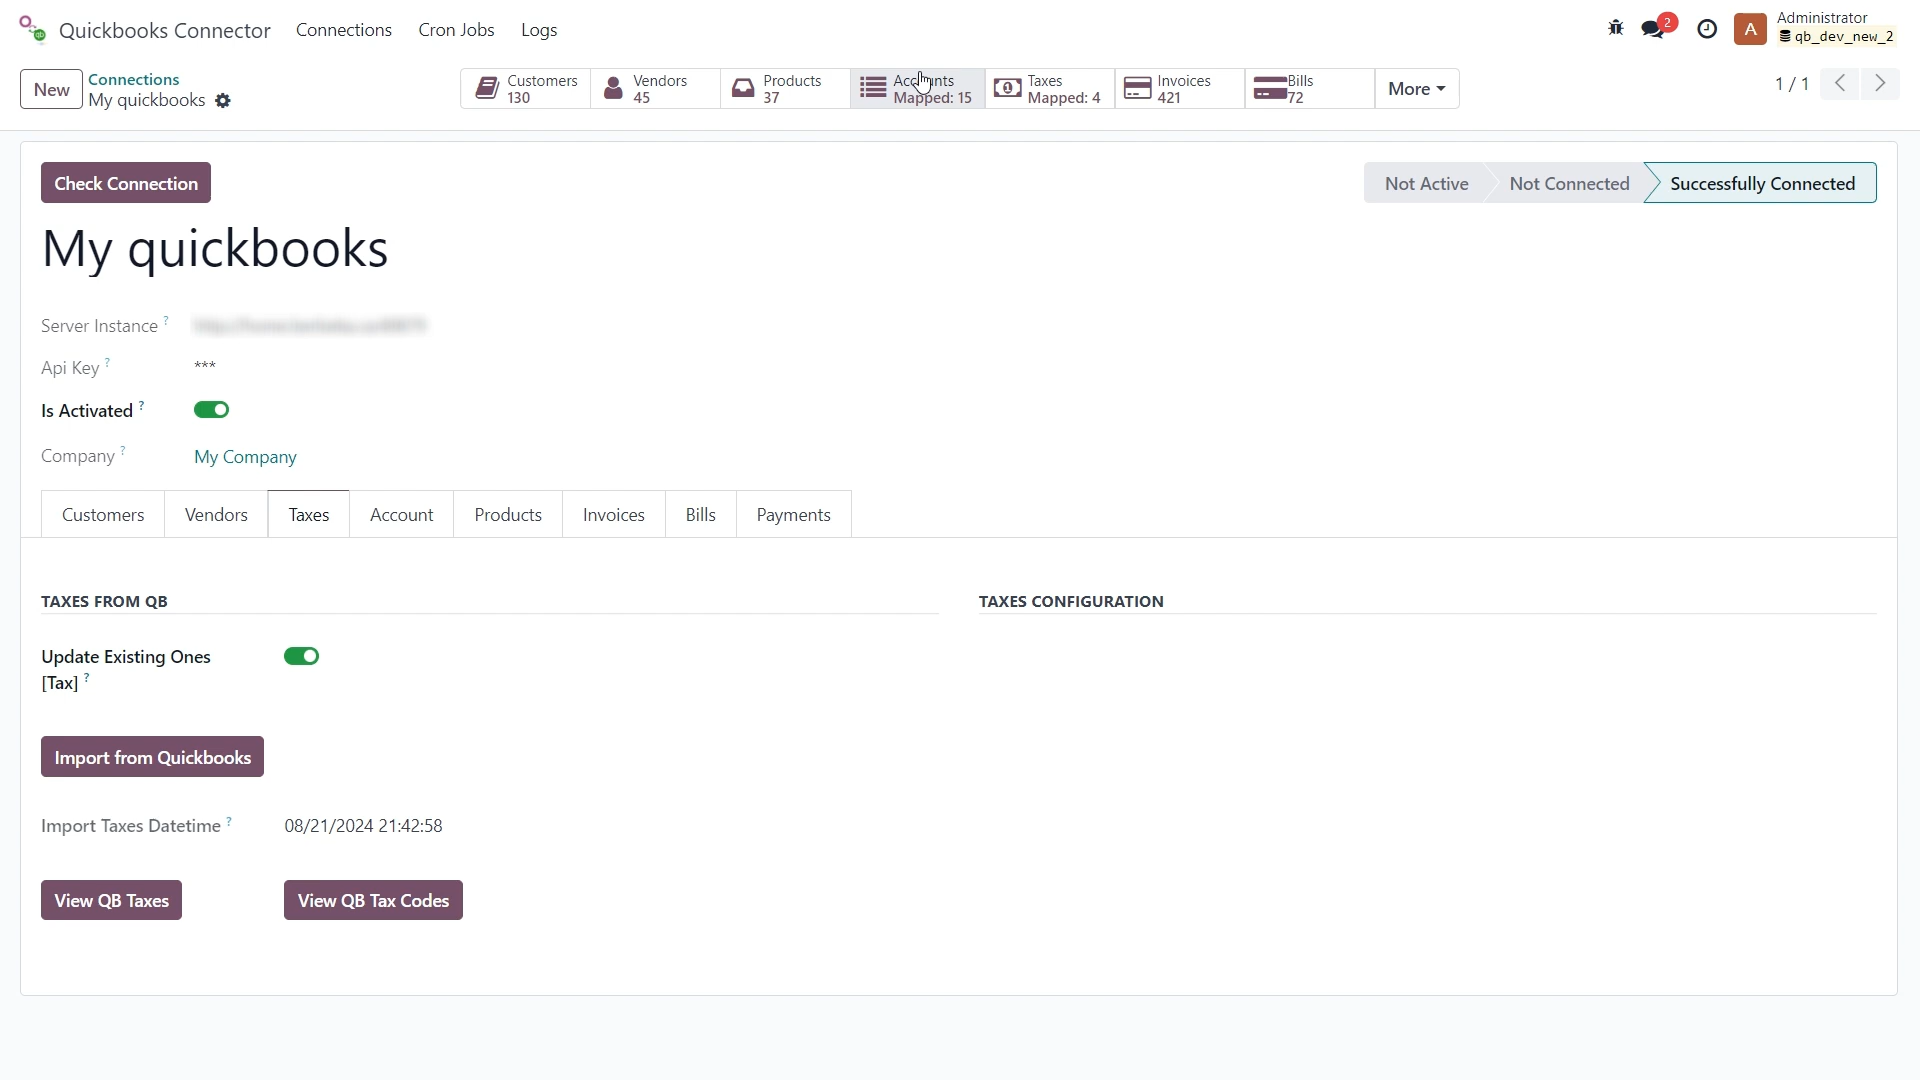 Quickbooks Connector Connections Cron Jobs Logs
2 A Administrator
qb_dev_new_2
New Connections
My quickbooks
Customers 130
Vendors 45
Products 37
Mapped: 15
Taxes Mapped: 4
Invoices 421
Bills 72
More
1 / 1
Check Connection
Not Active Not Connected Successfully Connected
My quickbooks
Server Instance ?
Api Key ? ***
Is Activated ?
Company ? My Company
Customers Vendors Taxes Account Products Invoices Bills Payments
TAXES FROM QB TAXES CONFIGURATION
Update Existing Ones
[Tax] ?
Import from Quickbooks
Import Taxes Datetime ? 08/21/2024 21:42:58
View QB Taxes View QB Tax Codes